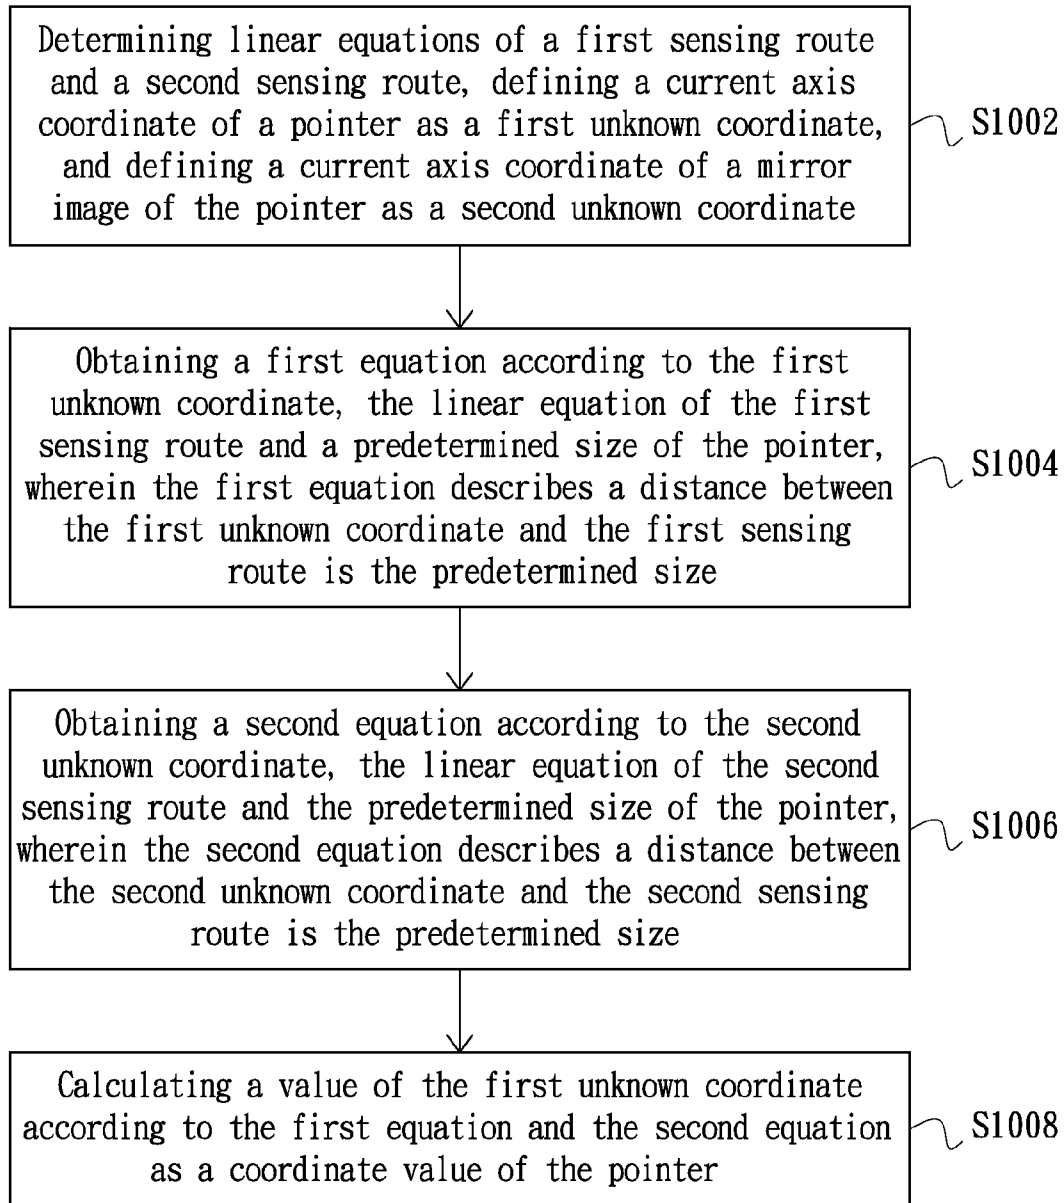 Determining linear equations of a first sensing route
and a second sensing route, defining a current axis
coordinate of a pointer as a first unknown coordinate,
and defining a current axis coordinate of a mirror
image of the pointer as a second unknown coordinate
S1002
Obtaining a first equation according to the first
unknown coordinate, the linear equation of the first
sensing route and a predetermined size of the pointer,
wherein the first equation describes a distance between
the first unknown coordinate and the first sensing
route is the predetermined size
S1004
Obtaining a second equation according to the second
unknown coordinate, the linear equation of the second
sensing route and the predetermined size of the pointer,
wherein the second equation describes a distance between
the second unknown coordinate and the second sensing
route is the predetermined size
S1006
Calculating a value of the first unknown coordinate
according to the first equation and the second equation
as a coordinate value of the pointer
S1008